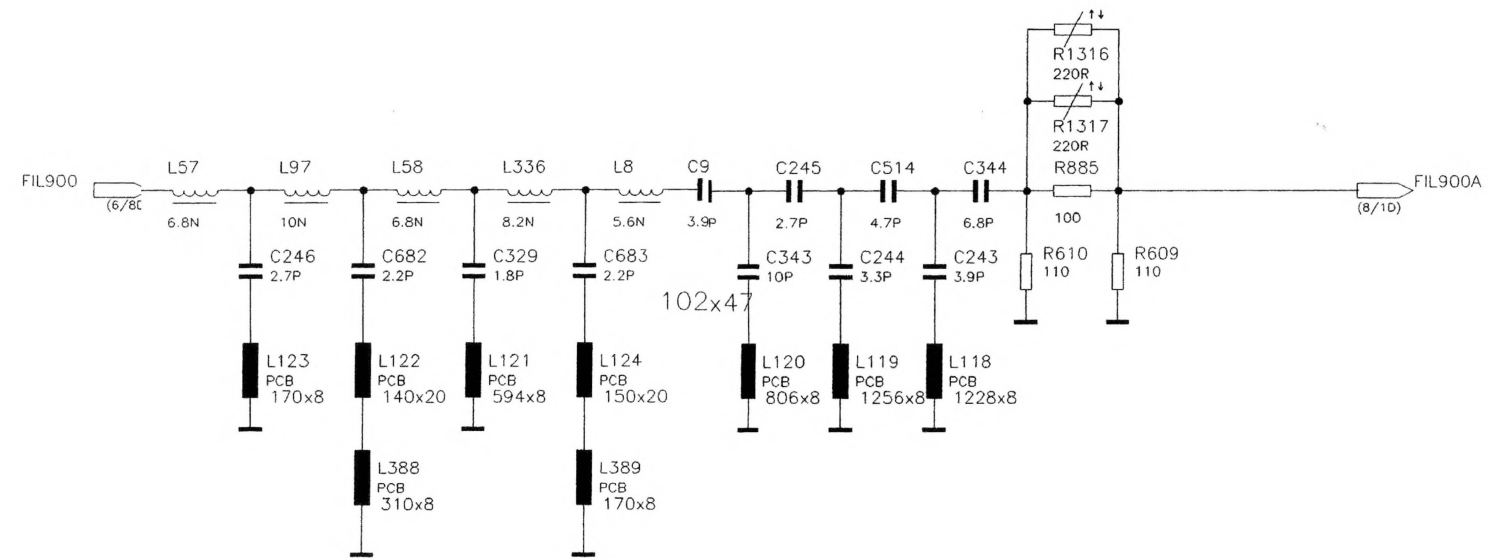 R1316
220R
R1317
220R
L57
L97
L58
L336
L8
C9
C245
C514
C344
R885
FIL900
(6/8D
6.8N
10N
6.8N
8.2N
5.6N
3.9P
2.7P
4.7P
6.8P
100
(8/1D)
FIL900A
C246
2.7P
C682
2.2P
C329
1.8P
C683
2.2P
C343
10P
C244
3.3P
C243
3.9P
R610
110
R609
110
102x47
L123
PCB
170x8
L122
PCB
140x20
L121
PCB
594x8
L124
PCB
150x20
L120
PCB
806x8
L119
PCB
1256x8
L118
PCB
1228x8
L388
PCB
310x8
L389
PCB
170x8